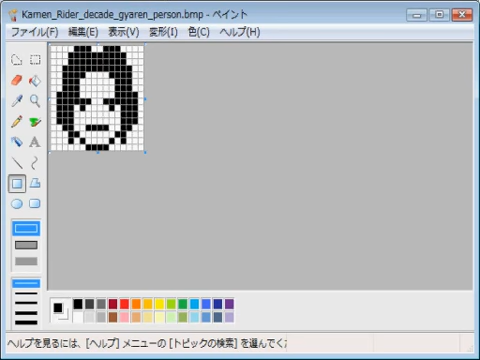 Kamen_Rider_decade_gyaren_person.bmp - ペイント
ファイル(F) 編集(E) 表示(V) 変形(I) 色(C) ヘルプ(H)
A
ヘルプを見るには、[ヘルプ] メニューの [トピックの検索] を選んでくだ